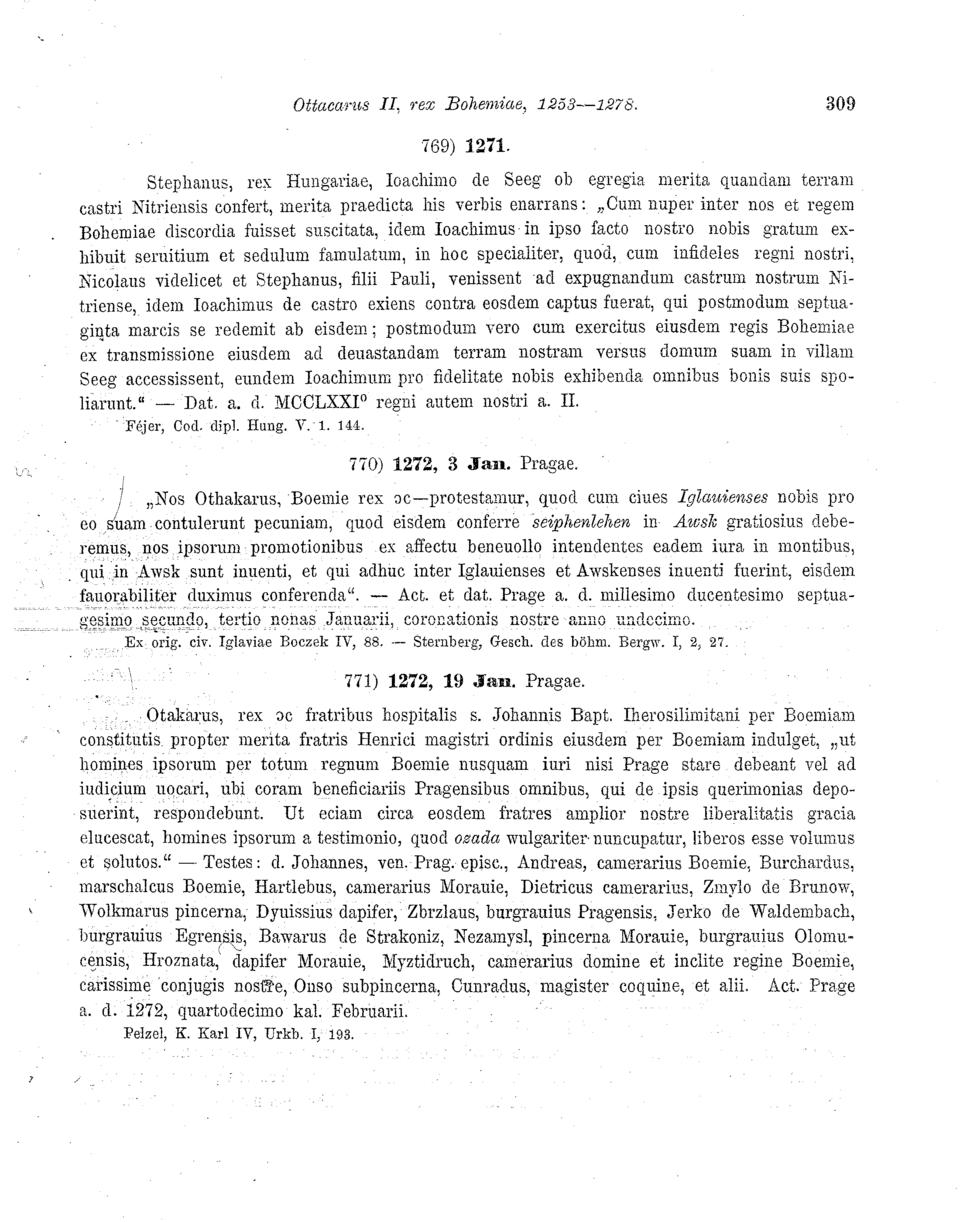 Ottacarus II, rex Bohemiae, 1253—1278. 309
769) 1271.
Stephanus, rex Hungariae, Ioachimo de Seeg ob egregia merita quandam terram
castri Nitriensis confert, merita praedicta his verbis enarrans: „Cum nuper inter nos et regem
Bohemiae discordia fuisset suscitata, idem Ioachimus in ipso facto nostro nobis gratum ex-
hibuit seruitium et sedulum famulatum, in hoc specialiter, quod, cum infideles regni nostri,
Nicolaus videlicet et Stephanus, filii Pauli, venissent ad expugnandum castrum nostrum Ni-
triense, idem Ioachimus de castro exiens contra eosdem captus fuerat, qui postmodum septua-
ginta marcis se redemit ab eisdem; postmodum vero cum exercitus eiusdem regis Bohemiae
ex transmissione eiusdem ad deuastandam terram nostram versus domum suam in villam
Seeg accessissent, eundem Ioachimum pro fidelitate nobis exhibenda omnibus bonis suis spo-
liarunt.“ — Dat. a. d. MCCLXXI⁰ regni autem nostri a. II.
Féjer, Cod. dipl. Hung. V. 1. 144.
770) 1272, 3 Jan. Pragae.
„Nos Othakarus, Boemie rex ɔc—protestamur, quod cum ciues Iglauienses nobis pro
eo suam contulerunt pecuniam, quod eisdem conferre seiphenlehen in Awsk gratiosius debe-
remus, nos ipsorum promotionibus ex affectu beneuollo intendentes eadem iura in montibus,
qui in Awsk sunt inuenti, et qui adhuc inter Iglauienses et Awskenses inuenti fuerint, eisdem
fauorabiliter duximus conferenda“. — Act. et dat. Prage a. d. millesimo ducentesimo septua-
gesimo secundo, tertio nonas Januarii, coronationis nostre anno undecimo.
Ex orig. civ. Iglaviae Boczek IV, 88. — Sternberg, Gesch. des böhm. Bergw. I, 2, 27.
771) 1272, 19 Jan. Pragae.
Otakarus, rex ɔc fratribus hospitalis s. Johannis Bapt. Iherosilimitani per Boemiam
constitutis propter merita fratris Henrici magistri ordinis eiusdem per Boemiam indulget, „ut
homines ipsorum per totum regnum Boemie nusquam iuri nisi Prage stare debeant vel ad
iudicium uocari, ubi coram beneficiariis Pragensibus omnibus, qui de ipsis querimonias depo-
suerint, respondebunt. Ut eciam circa eosdem fratres amplior nostre liberalitatis gracia
elucescat, homines ipsorum a testimonio, quod ozada wulgariter nuncupatur, liberos esse volumus
et solutos.“ — Testes: d. Johannes, ven. Prag. episc., Andreas, camerarius Boemie, Burchardus,
marschalcus Boemie, Hartlebus, camerarius Morauie, Dietricus camerarius, Zmylo de Brunow,
Wolkmarus pincerna, Dyuissius dapifer, Zbrzlaus, burgrauius Pragensis, Jerko de Waldembach,
burgrauius Egrensis, Bawarus de Strakoniz, Nezamysl, pincerna Morauie, burgrauius Olomu-
censis, Hroznata, dapifer Morauie, Myztidruch, camerarius domine et inclite regine Boemie,
carissime conjugis nostre, Onso subpincerna, Cunradus, magister coquine, et alii. Act. Prage
a. d. 1272, quartodecimo kal. Februarii.
Pelzel, K. Karl IV, Urkb. I, 193.